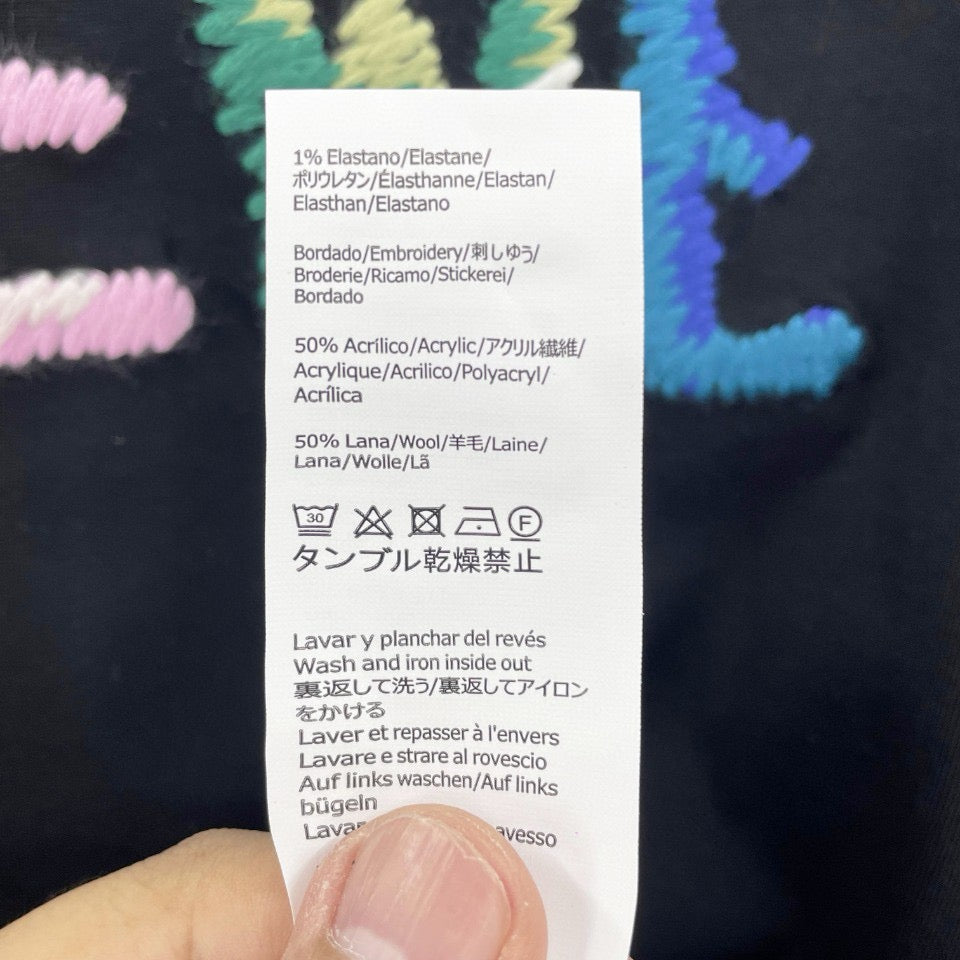 1% Elastano/Elastane/
ポリウレタン/Élasthanne/Elastan/
Elasthan/Elastano
Bordado/Embroidery/刺しゆう/
Broderie/Ricamo/Stickerei/
Bordado
50% Acrílico/Acrylic/アクリル繊維/
Acrylique/Acrilico/Polyacryl/
Acrílica
50% Lana/Wool/羊毛/Laine/
Lana/Wolle/Lã
30 F
タンブル乾燥禁止
Lavar y planchar del revés
Wash and iron inside out
裏返して洗う/裏返してアイロン
をかける
Laver et repasser à l'envers
Lavare e strare al rovescio
Auf links waschen/Auf links
bügeln